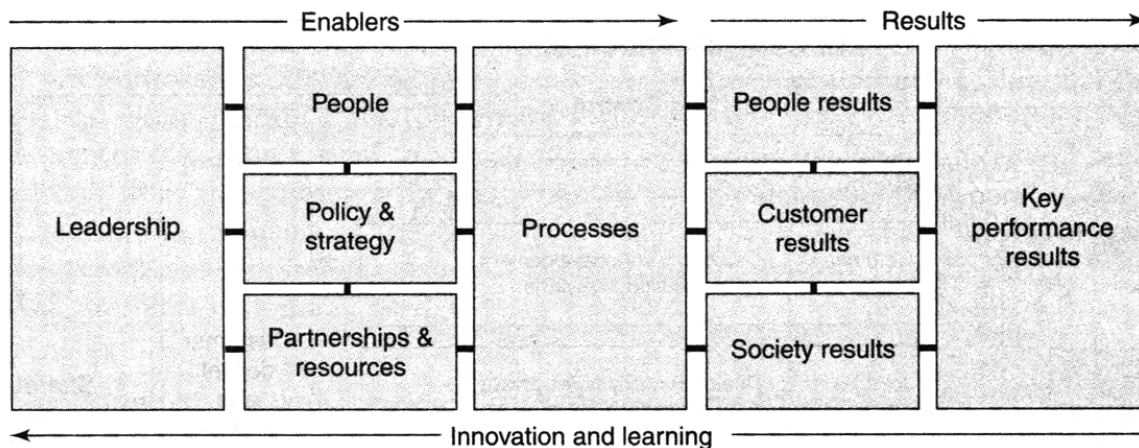 Enablers
Results
People
People results
Leadership
Policy &
strategy
Processes
Customer
results
Key
performance
results
Partnerships &
resources
Society results
Innovation and learning